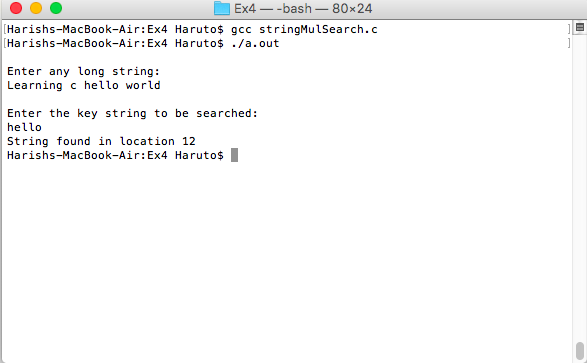 Ex4 — -bash — 80×24
[Harishs-MacBook-Air:Ex4 Haruto$ gcc stringMulSearch.c ]
[Harishs-MacBook-Air:Ex4 Haruto$ ./a.out ]
Enter any long string:
Learning c hello world
Enter the key string to be searched:
hello
String found in location 12
Harishs-MacBook-Air:Ex4 Haruto$